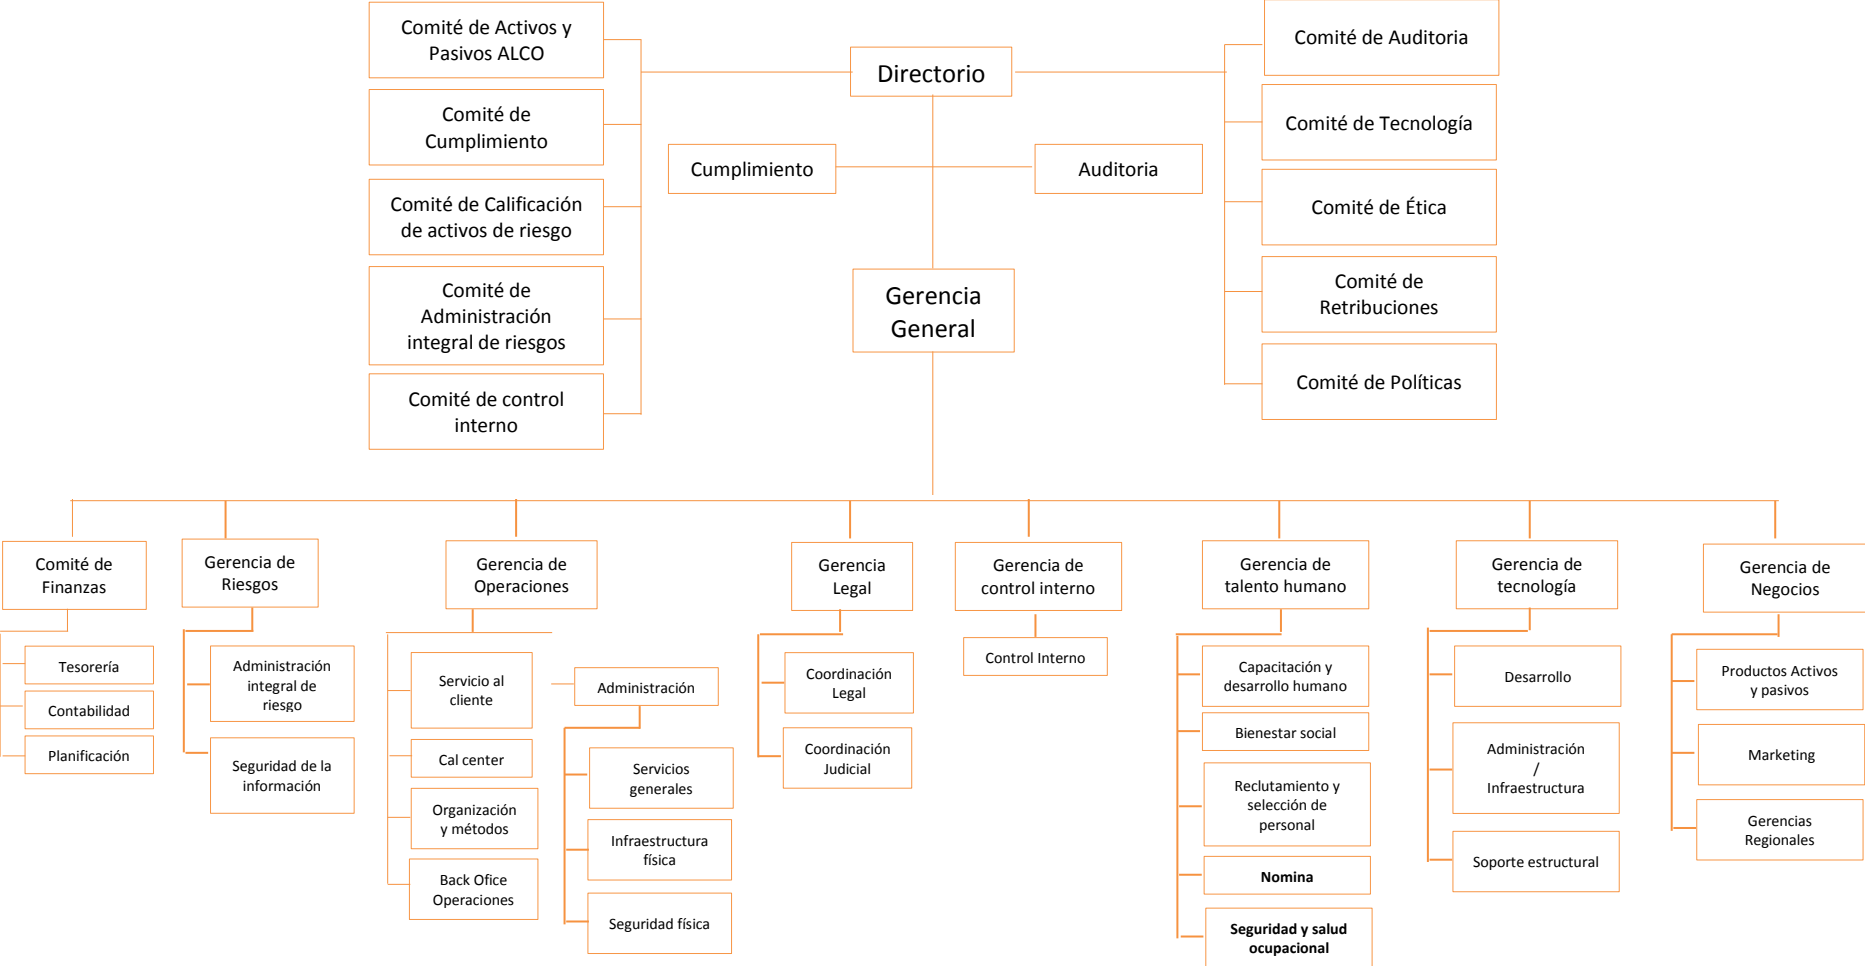 Comité de Activos y
Pasivos ALCO
Directorio
Comité de Auditoria
Comité de
Cumplimiento
Comité de Tecnología
Cumplimiento
Auditoria
Comité de Calificación
de activos de riesgo
Comité de Ética
Comité de
Administración
integral de riesgos
Gerencia
General
Comité de
Retribuciones
Comité de control
interno
Comité de Políticas
Comité de
Finanzas
Gerencia de
Riesgos
Gerencia de
Operaciones
Gerencia
Legal
Gerencia de
control interno
Gerencia de
talento humano
Gerencia de
tecnología
Gerencia de
Negocios
Tesorería
Contabilidad
Planificación
Administración
integral de
riesgo
Seguridad de la
información
Servicio al
cliente
Cal center
Organización
y métodos
Back Ofice
Operaciones
Administración
Servicios
generales
Infraestructura
física
Seguridad física
Coordinación
Legal
Coordinación
Judicial
Control Interno
Capacitación y
desarrollo humano
Bienestar social
Reclutamiento y
selección de
personal
Nomina
Seguridad y salud
ocupacional
Desarrollo
Administración
/
Infraestructura
Soporte estructural
Productos Activos
y pasivos
Marketing
Gerencias
Regionales